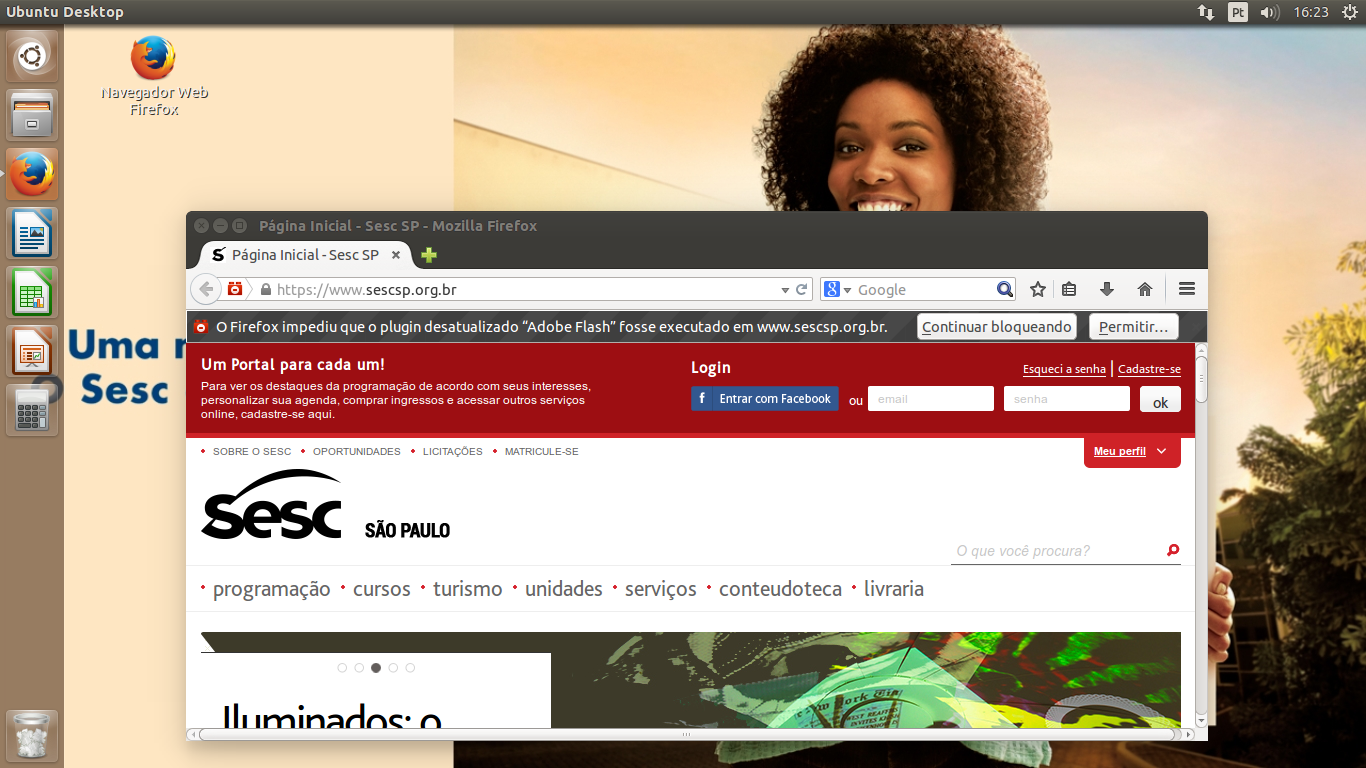 Ubuntu Desktop
Pt
16:23
Navegador Web
Firefox
Uma
Sesc
Página Inicial - Sesc SP - Mozilla Firefox
Página Inicial - Sesc SP
https://www.sescsp.org.br
Google
O Firefox impediu que o plugin desatualizado “Adobe Flash” fosse executado em www.sescsp.org.br.
Continuar bloqueando
Permitir...
Um Portal para cada um!
Para ver os destaques da programação de acordo com seus interesses,
personalizar sua agenda, comprar ingressos e acessar outros serviços
online, cadastre-se aqui.
Login
Esqueci a senha
Cadastre-se
Entrar com Facebook
ou
email
senha
ok
SOBRE O SESC
OPORTUNIDADES
LICITAÇÕES
MATRICULE-SE
Meu perfil
Sesc
SÃO PAULO
O que você procura?
programação
cursos
turismo
unidades
serviços
conteudoteca
livraria
Iluminados: o